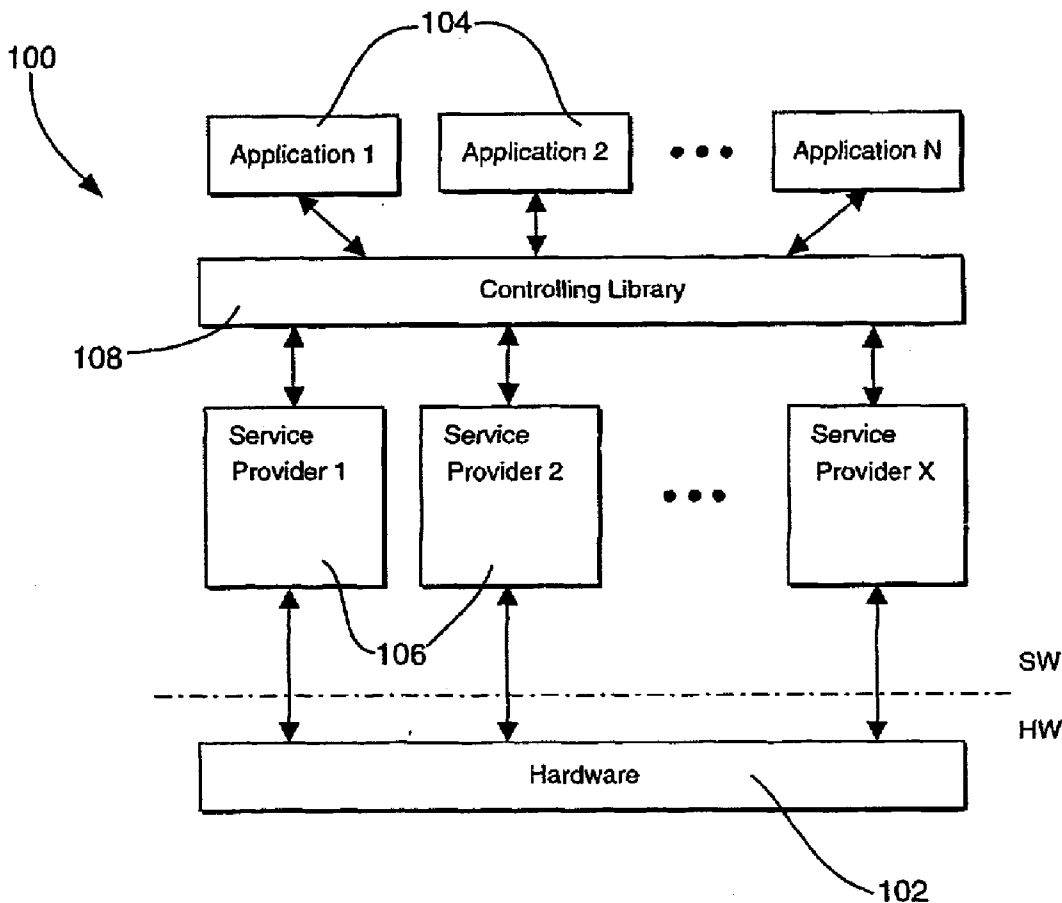 104
100
Application 1
Application 2
Application N
Controlling Library
108
Service
Provider 1
Service
Provider 2
Service
Provider X
106
SW
HW
Hardware
102